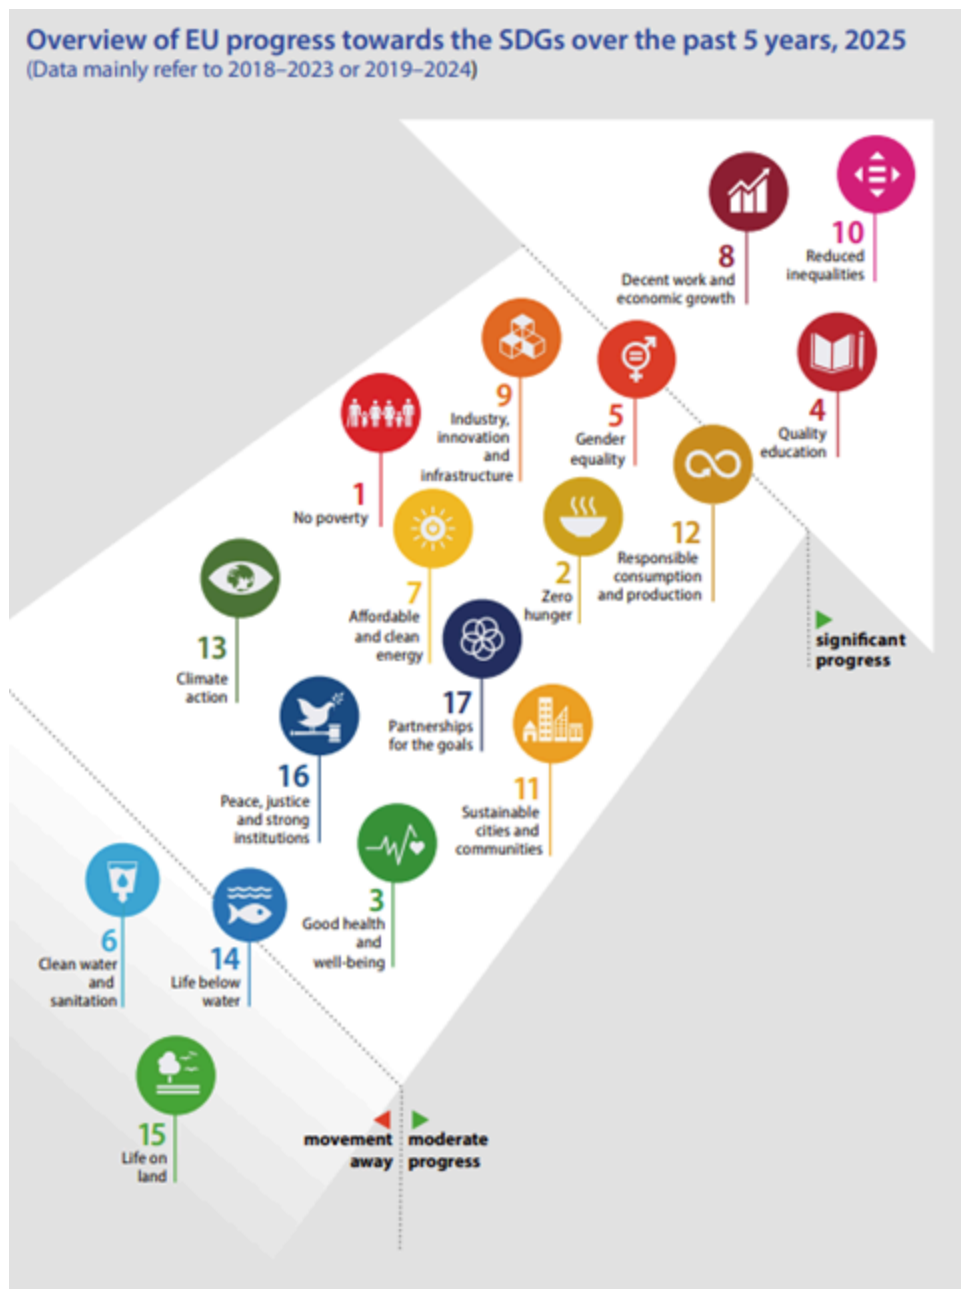 Overview of EU progress towards the SDGs over the past 5 years, 2025
(Data mainly refer to 2018–2023 or 2019–2024)
10
Reduced
inequalities
8
Decent work and
economic growth
4
Quality
education
9
Industry,
innovation
and
infrastructure
5
Gender
equality
1
No poverty
12
Responsible
consumption
and production
2
Zero
hunger
7
Affordable
and clean
energy
significant
progress
13
Climate
action
17
Partnerships
for the goals
16
Peace, justice
and strong
institutions
11
Sustainable
cities and
communities
3
Good health
and
well-being
6
Clean water
and
sanitation
14
Life below
water
15
Life on
land
movement
away
moderate
progress